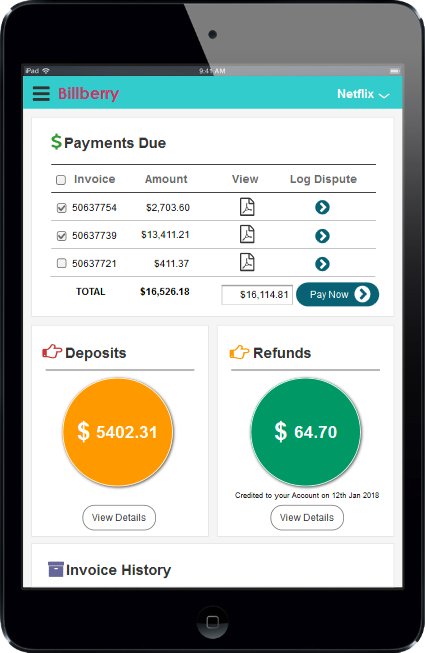 iPad 9:41 AM
Billberry Netflix
$ Payments Due
Invoice Amount View Log Dispute
50637754 $2,703.60
50637739 $13,411.21
50637721 $411.37
TOTAL $16,526.18 $16,114.81 Pay Now
Deposits Refunds
$ 5402.31 $ 64.70
Credited to your Account on 12th Jan 2018
View Details View Details
Invoice History